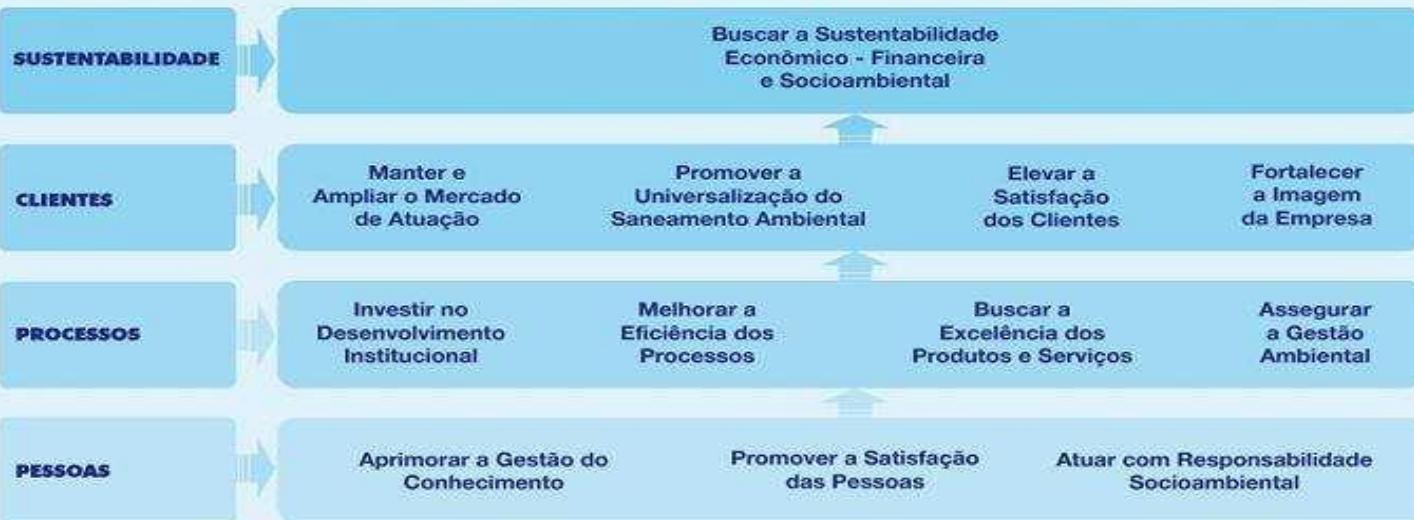 SUSTENTABILIDADE
Buscar a Sustentabilidade
Econômico - Financeira
e Socioambiental
CLIENTES
Manter e
Ampliar o Mercado
de Atuação
Promover a
Universalização do
Saneamento Ambiental
Elevar a
Satisfação
dos Clientes
Fortalecer
a Imagem
da Empresa
PROCESSOS
Investir no
Desenvolvimento
Institucional
Melhorar a
Eficiência dos
Processos
Buscar a
Excelência dos
Produtos e Serviços
Assegurar
a Gestão
Ambiental
PESSOAS
Aprimorar a Gestão do
Conhecimento
Promover a Satisfação
das Pessoas
Atuar com Responsabilidade
Socioambiental